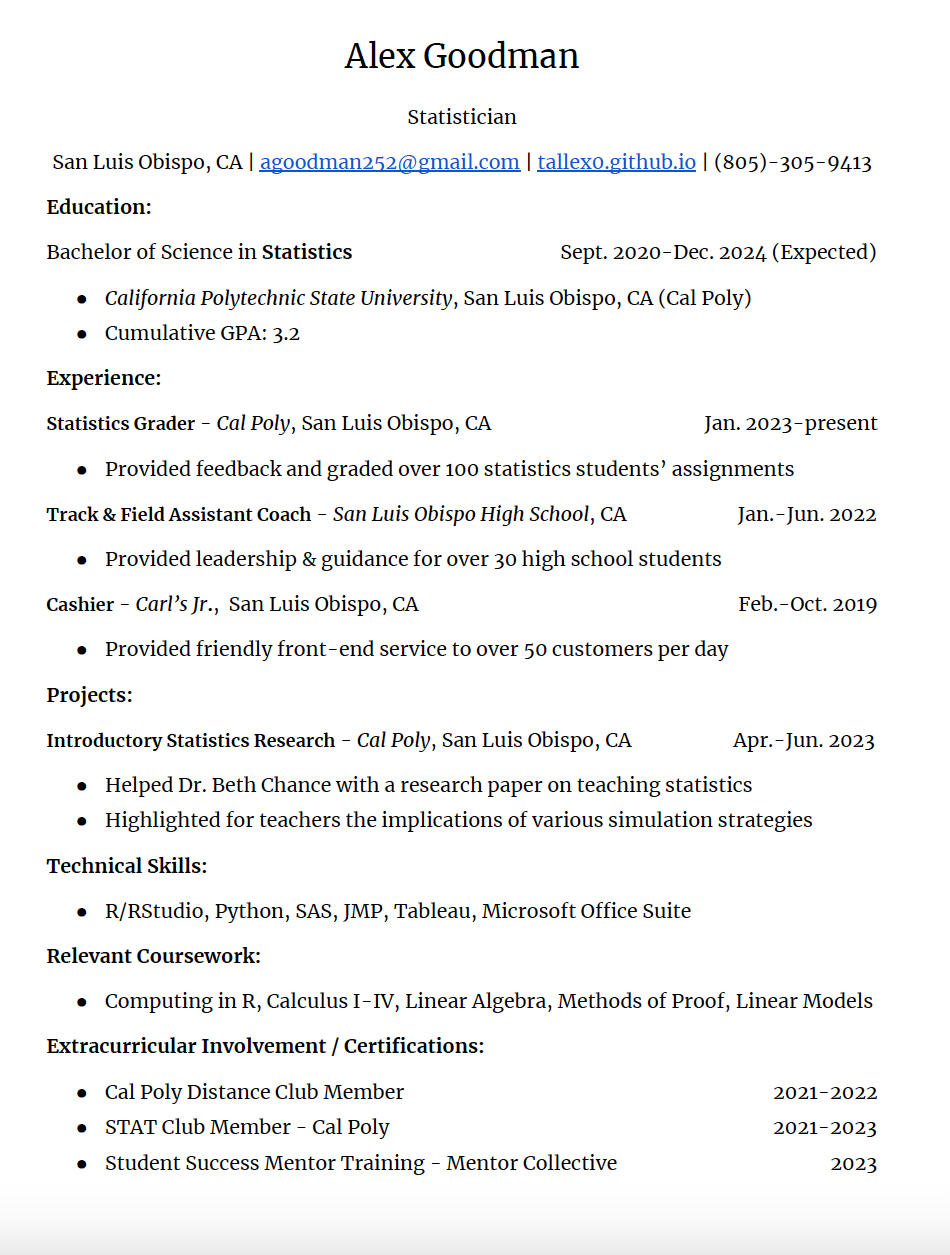 Alex Goodman
Statistician
San Luis Obispo, CA | agoodman252@gmail.com | tallex0.github.io | (805)-305-9413
Education:
Bachelor of Science in Statistics Sept. 2020-Dec. 2024 (Expected)
● California Polytechnic State University, San Luis Obispo, CA (Cal Poly)
● Cumulative GPA: 3.2
Experience:
Statistics Grader - Cal Poly, San Luis Obispo, CA Jan. 2023-present
● Provided feedback and graded over 100 statistics students’ assignments
Track & Field Assistant Coach - San Luis Obispo High School, CA Jan.-Jun. 2022
● Provided leadership & guidance for over 30 high school students
Cashier - Carl’s Jr., San Luis Obispo, CA Feb.-Oct. 2019
● Provided friendly front-end service to over 50 customers per day
Projects:
Introductory Statistics Research - Cal Poly, San Luis Obispo, CA Apr.-Jun. 2023
● Helped Dr. Beth Chance with a research paper on teaching statistics
● Highlighted for teachers the implications of various simulation strategies
Technical Skills:
● R/RStudio, Python, SAS, JMP, Tableau, Microsoft Office Suite
Relevant Coursework:
● Computing in R, Calculus I-IV, Linear Algebra, Methods of Proof, Linear Models
Extracurricular Involvement / Certifications:
● Cal Poly Distance Club Member 2021-2022
● STAT Club Member - Cal Poly 2021-2023
● Student Success Mentor Training - Mentor Collective 2023